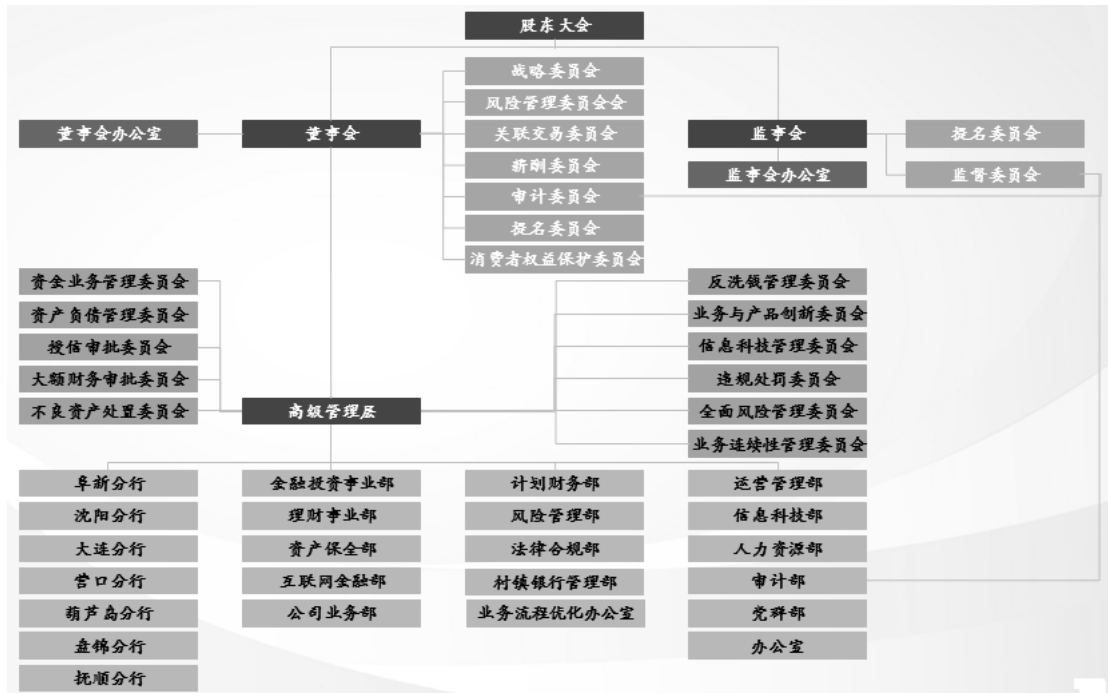 股东大会
战略委员会
风险管理委员会会
董事会办公室
董事会
关联交易委员会
监事会
提名委员会
薪酬委员会
监事会办公室
监督委员会
审计委员会
提名委员会
消费者权益保护委员会
资金业务管理委员会
资产负债管理委员会
授信审批委员会
大额财务审批委员会
不良资产处置委员会
高级管理层
反洗钱管理委员会
业务与产品创新委员会
信息科技管理委员会
违规处罚委员会
全面风险管理委员会
业务连续性管理委员会
阜新分行
沈阳分行
大连分行
营口分行
葫芦岛分行
盘锦分行
抚顺分行
金融投资事业部
理财事业部
资产保全部
互联网金融部
公司业务部
计划财务部
风险管理部
法律合规部
村镇银行管理部
业务流程优化办公室
运营管理部
信息科技部
人力资源部
审计部
党群部
办公室